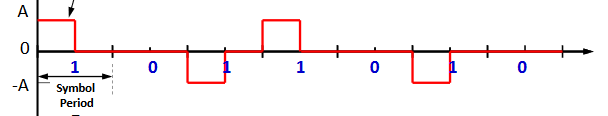 A
0
1 0 1 1 0 1 0
-A
Symbol
Period